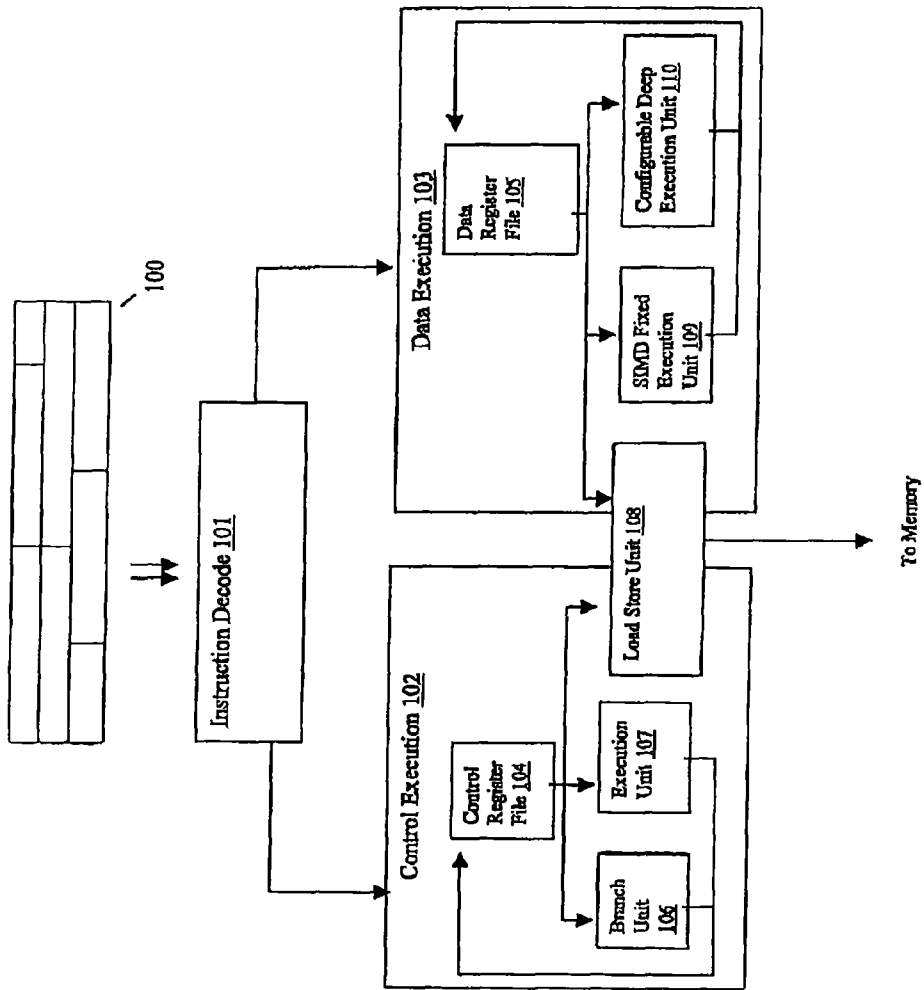 100
Instruction Decode 101
Control Execution 102
Control
Register
File 104
Branch
Unit
106
Execution
Unit 107
Load Store Unit 108
Data Execution 103
Data
Register
File 105
SIMD Fixed
Execution
Unit 109
Configurable Deep
Execution Unit 110
To Memory